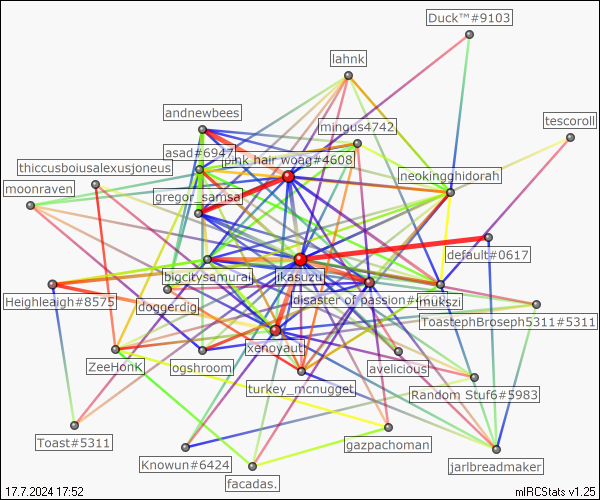 Duck™#9103
lahnk
andnewbees
mingus4742
tescoroll
asad#6947
pink hair woag#4608
thiccusboiusalexusjoneus
neokingghidorah
moonraven
gregor_samsa
default#0617
bigcitysamurai
ikasuzu
Heighleaigh#8575
doggerdigi
disaster of passion
mukszi
ToastephBroseph5311#5311
xenoyaut
ZeeHonk
ogshroom
avelicious
turkey_mcnugget
Random Stuf6#5983
Toast#5311
gazpachoman
Knowun#6424
jarlbreadmaker
facadas.
17.7.2024 17:52
mIRCStats v1.25